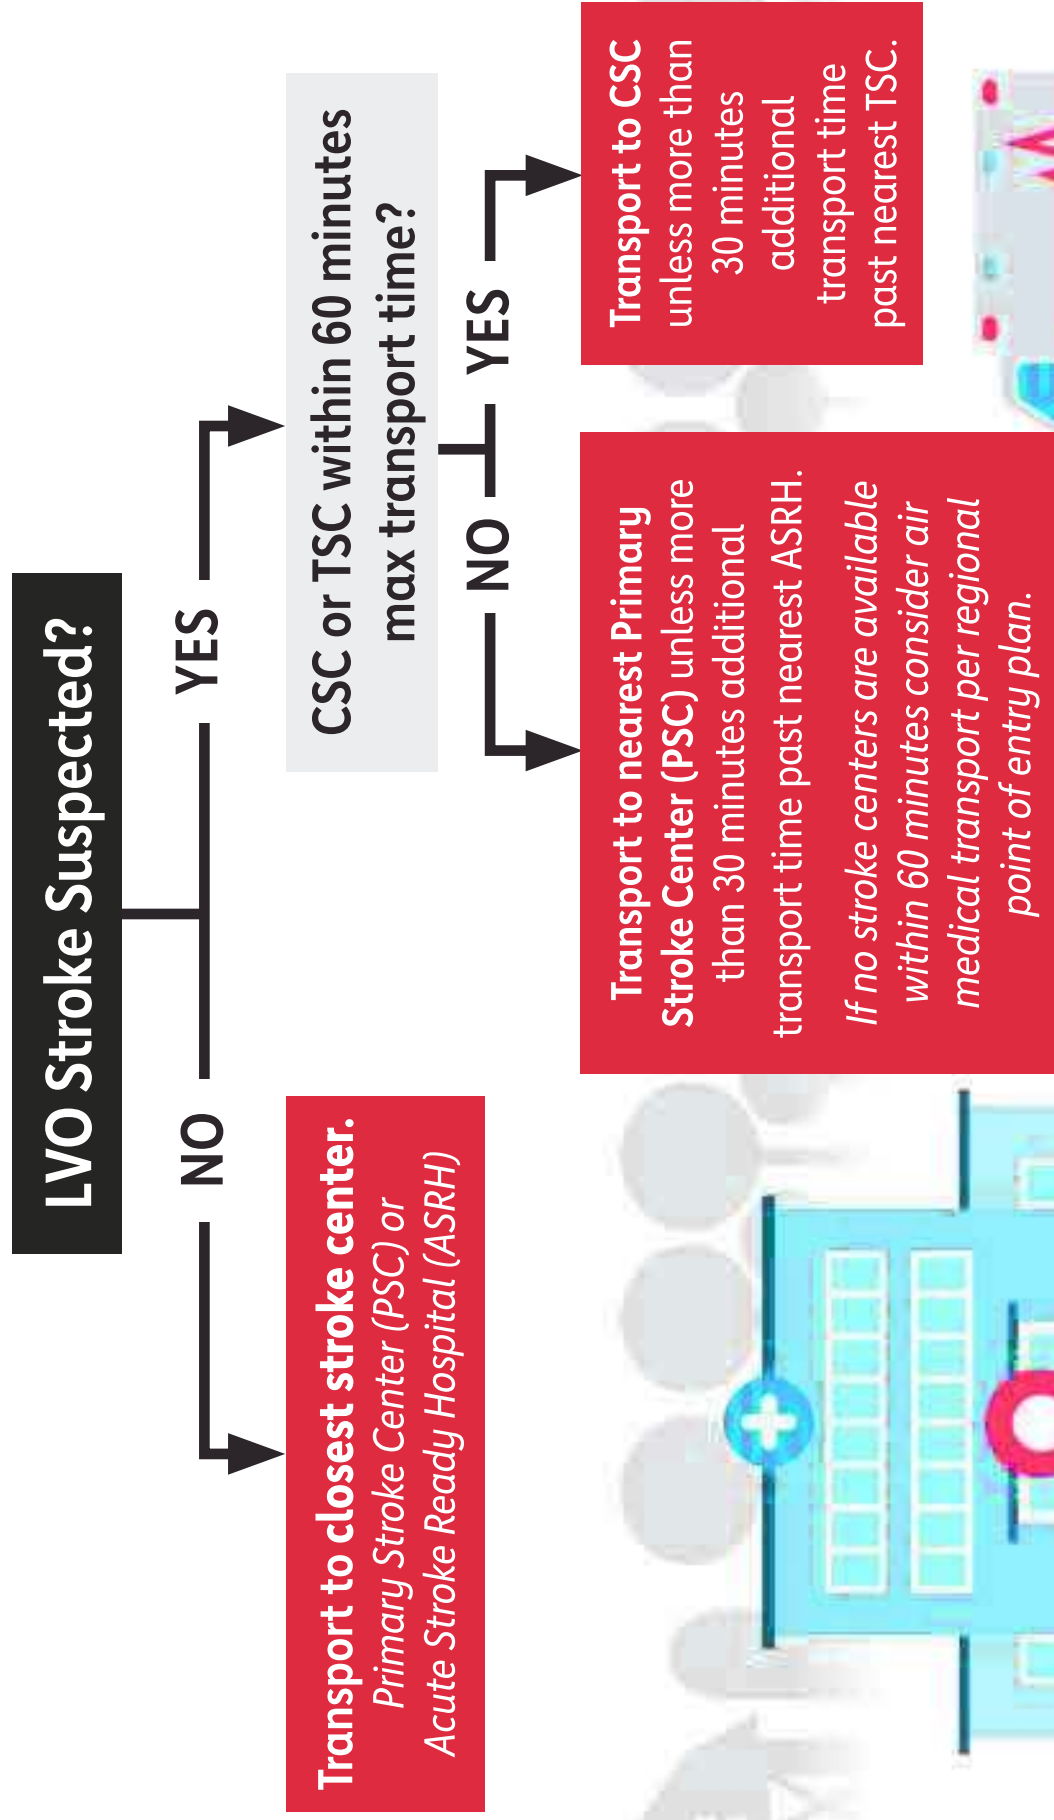 LVO Stroke Suspected?
NO
YES
Transport to closest stroke center.
Primary Stroke Center (PSC) or
Acute Stroke Ready Hospital (ASRH)
CSC or TSC within 60 minutes
max transport time?
NO
YES
Transport to nearest Primary
Stroke Center (PSC) unless more
than 30 minutes additional
transport time past nearest ASRH.
If no stroke centers are available
within 60 minutes consider air
medical transport per regional
point of entry plan.
Transport to CSC
unless more than
30 minutes
additional
transport time
past nearest TSC.